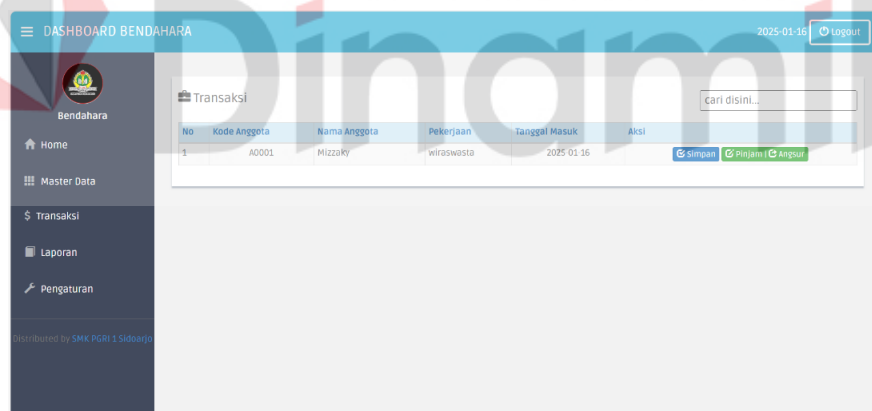 DASHBOARD BENDAHARA
2025-01-16 Logout
Bendahara
Home
Master Data
$ Transaksi
Laporan
Pengaturan
Distributed by SMK PGRI 1 Sidoorjo
Transaksi
cari disini...
No Kode Anggota Nama Anggota Pekerjaan Tanggal Masuk Aksi
1 A0001 Mizzaky wiraswasta 2025-01-16 Simpan Pinjam | Angsur